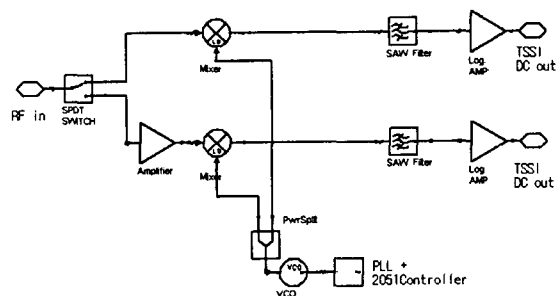 LO
Mixer
SAW Filter
Log
AMP
TSSI
DC out
RF in
SPDT
SWITCH
Amplifier
LO
Mixer
SAW Filter
Log
AMP
TSSI
DC out
PwrSplit
VCO
VCO
PLL +
2051Controller